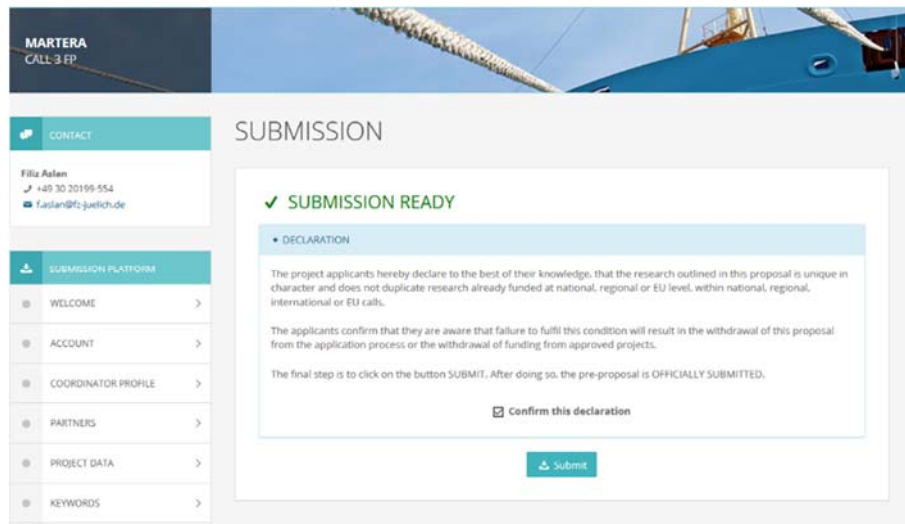 MARTERA
CALL 3 FP
CONTACT
Filiz Aslan
+49 30 20199-554
f.aslan@fz-juelich.de
SUBMISSION PLATFORM
WELCOME
ACCOUNT
COORDINATOR PROFILE
PARTNERS
PROJECT DATA
KEYWORDS
SUBMISSION
SUBMISSION READY
DECLARATION
The project applicants hereby declare to the best of their knowledge, that the research outlined in this proposal is unique in
character and does not duplicate research already funded at national, regional or EU level, within national, regional,
international or EU calls.
The applicants confirm that they are aware that failure to fulfil this condition will result in the withdrawal of this proposal
from the application process or the withdrawal of funding from approved projects.
The final step is to click on the button SUBMIT. After doing so, the pre-proposal is OFFICIALLY SUBMITTED.
Confirm this declaration
Submit